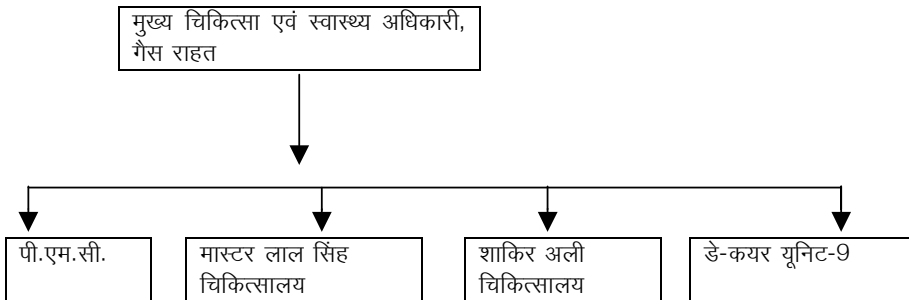 मुख्य चिकित्सा एवं स्वास्थ्य अधिकारी,
गैस राहत
पी.एम.सी.
मास्टर लाल सिंह
चिकित्सालय
शाकिर अली
चिकित्सालय
डे-कयर यूनिट-9